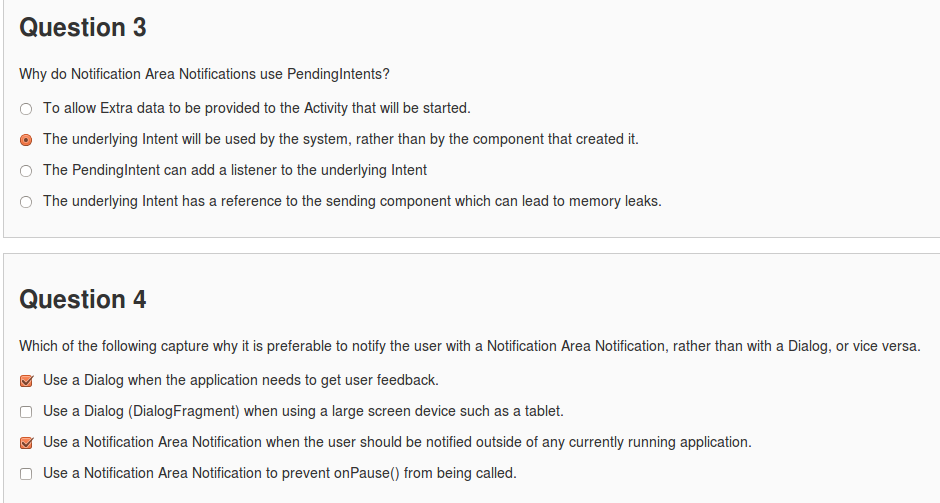 Question 3
Why do Notification Area Notifications use PendingIntents?
To allow Extra data to be provided to the Activity that will be started.
The underlying Intent will be used by the system, rather than by the component that created it.
The PendingIntent can add a listener to the underlying Intent
The underlying Intent has a reference to the sending component which can lead to memory leaks.
Question 4
Which of the following capture why it is preferable to notify the user with a Notification Area Notification, rather than with a Dialog, or vice versa.
Use a Dialog when the application needs to get user feedback.
Use a Dialog (DialogFragment) when using a large screen device such as a tablet.
Use a Notification Area Notification when the user should be notified outside of any currently running application.
Use a Notification Area Notification to prevent onPause() from being called.